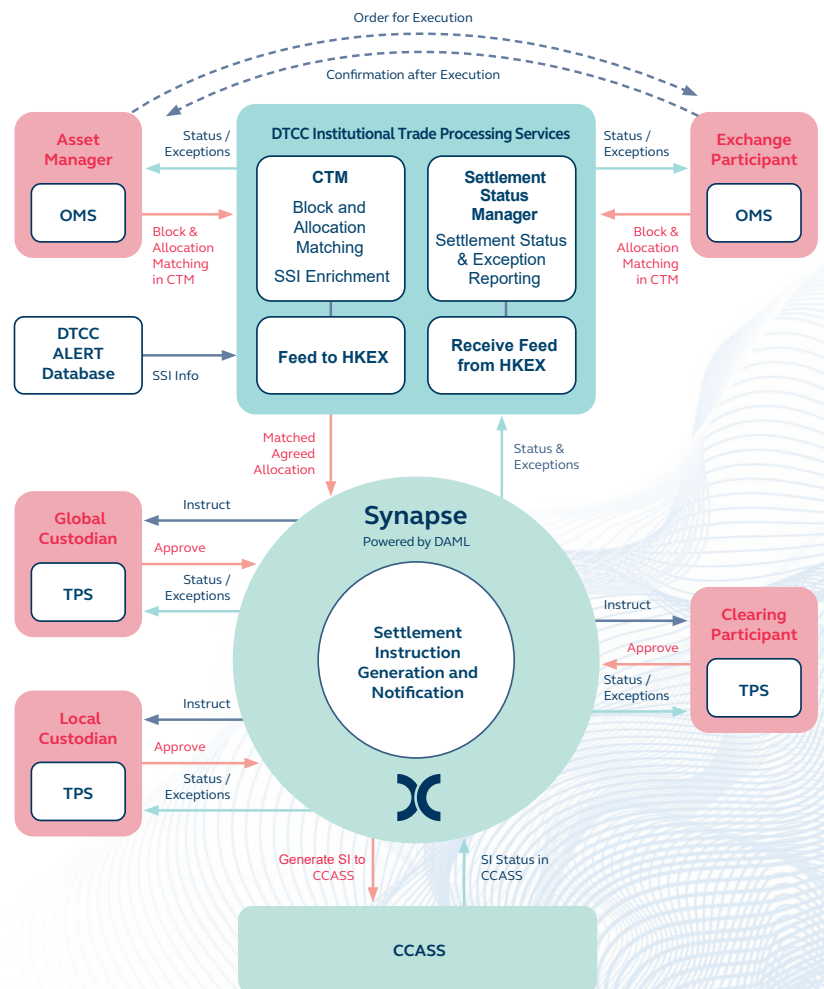 Order for Execution
Confirmation after Execution
Asset
Manager
OMS
Status /
Exceptions
Block &
Allocation
Matching
in CTM
DTCC Institutional Trade Processing Services
CTM
Block and
Allocation
Matching
SSI Enrichment
Settlement
Status
Manager
Settlement Status
& Exception
Reporting
Feed to HKEX
Receive Feed
from HKEX
Status /
Exceptions
Block &
Allocation
Matching
in CTM
Exchange
Participant
OMS
DTCC
ALERT
Database
SSI Info
Matched
Agreed
Allocation
Status &
Exceptions
Global
Custodian
TPS
Instruct
Approve
Status /
Exceptions
Synapse
Powered by DAML
Settlement
Instruction
Generation and
Notification
Instruct
Approve
Status /
Exceptions
Clearing
Participant
TPS
Local
Custodian
TPS
Instruct
Approve
Status /
Exceptions
Generate SI to
CCASS
SI Status in
CCASS
CCASS